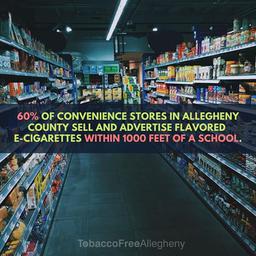 60% OF CONVENIENCE STORES IN ALLEGHENY
COUNTY SELL AND ADVERTISE FLAVORED
E-CIGARETTES WITHIN 1000 FEET OF A SCHOOL.
TobaccoFreeAllegheny